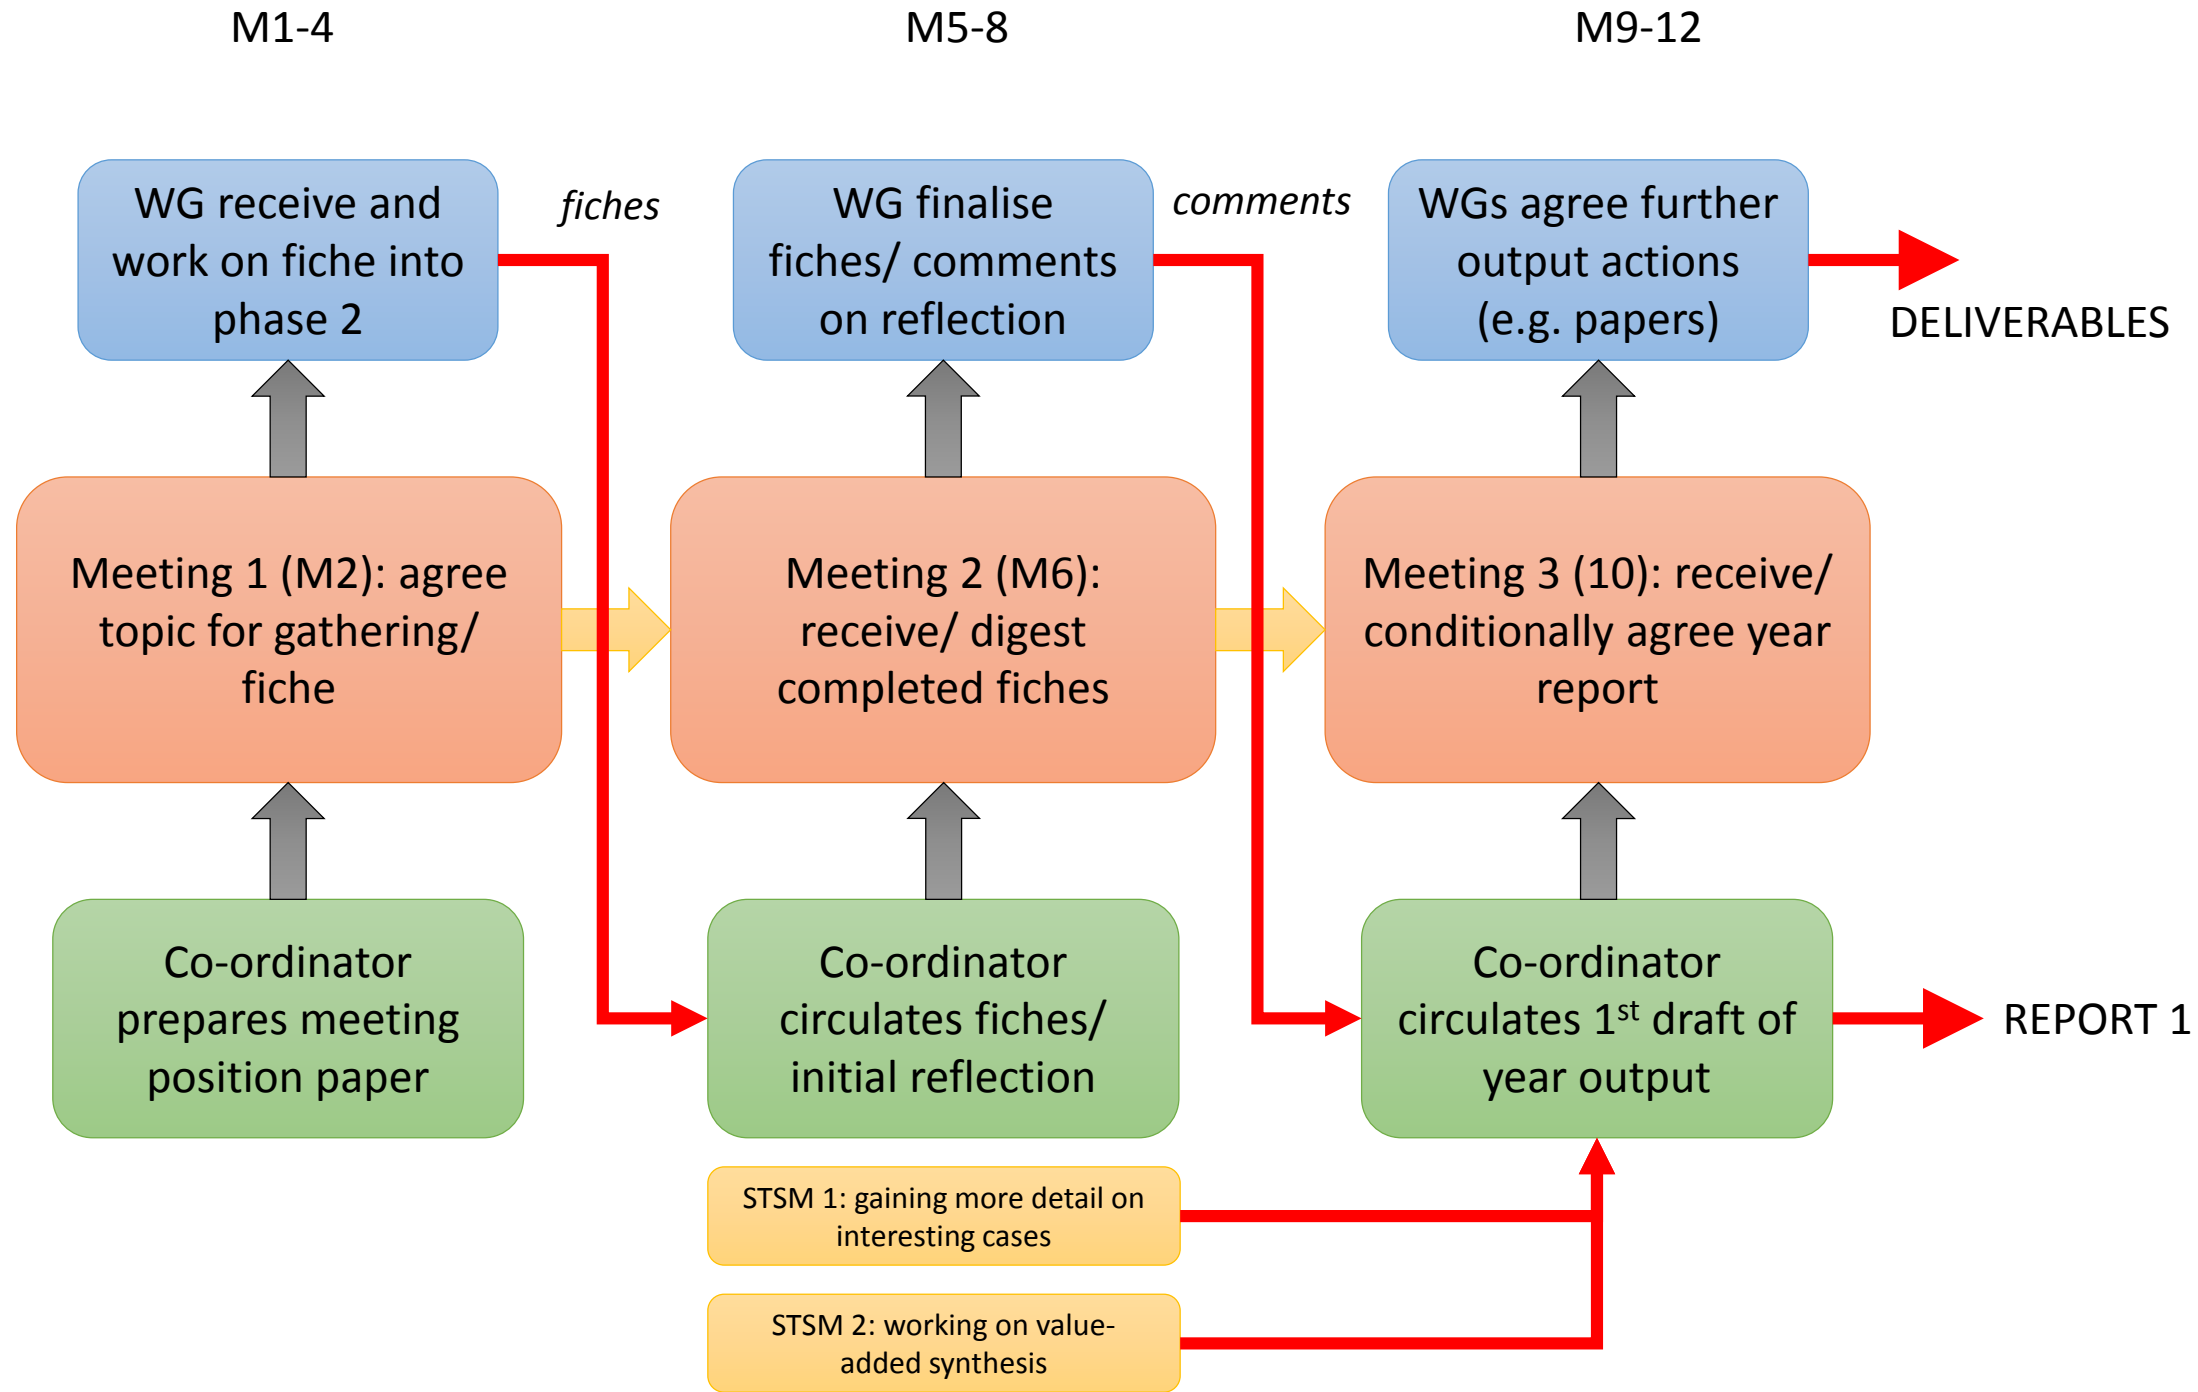 M1-4
M5-8
M9-12
WG receive and
work on fiche into
phase 2
fiches
WG finalise
fiches/ comments
on reflection
comments
WGs agree further
output actions
(e.g. papers)
DELIVERABLES
Meeting 1 (M2): agree
topic for gathering/
fiche
Meeting 2 (M6):
receive/ digest
completed fiches
Meeting 3 (10): receive/
conditionally agree year
report
Co-ordinator
prepares meeting
position paper
Co-ordinator
circulates fiches/
initial reflection
Co-ordinator
circulates 1st draft of
year output
REPORT 1
STSM 1: gaining more detail on
interesting cases
STSM 2: working on value-
added synthesis